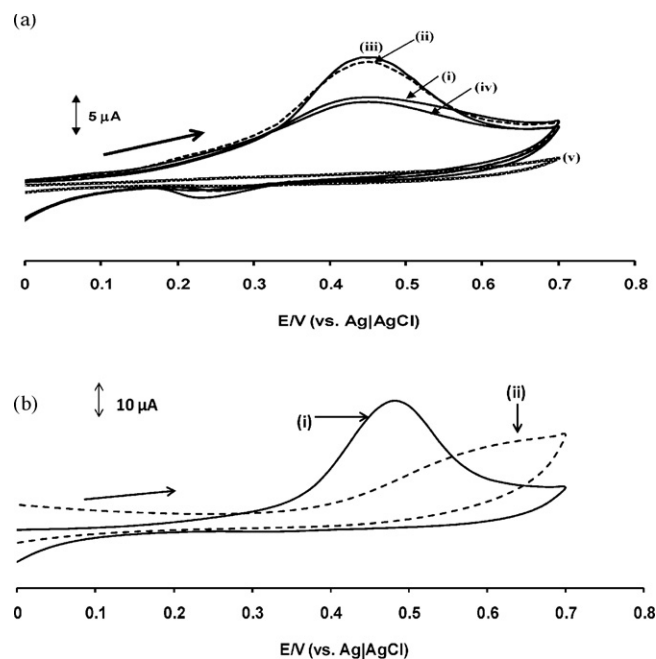 (a)
(iii)
(ii)
(i)
(iv)
5 µA
(v)
0 0.1 0.2 0.3 0.4 0.5 0.6 0.7 0.8
E/V (vs. Ag|AgCl)
(b)
10 µA
(i)
(ii)
0 0.1 0.2 0.3 0.4 0.5 0.6 0.7 0.8
E/V (vs. Ag|AgCl)